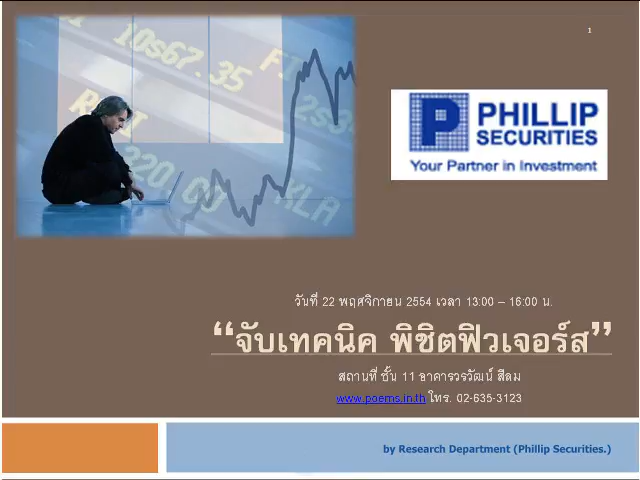 1
10s67.35
PHILLIP
SECURITIES
Your Partner in Investment
KLA
วันที่ 22 พฤศจิกายน 2554 เวลา 13:00 – 16:00 น.
“จับเทคนิค พิชิตฟิวเจอร์ส”
สถานที่ ชั้น 11 อาคารวรวัฒน์ สีลม
www.poems.in.th โทร. 02-635-3123
by Research Department (Phillip Securities.)